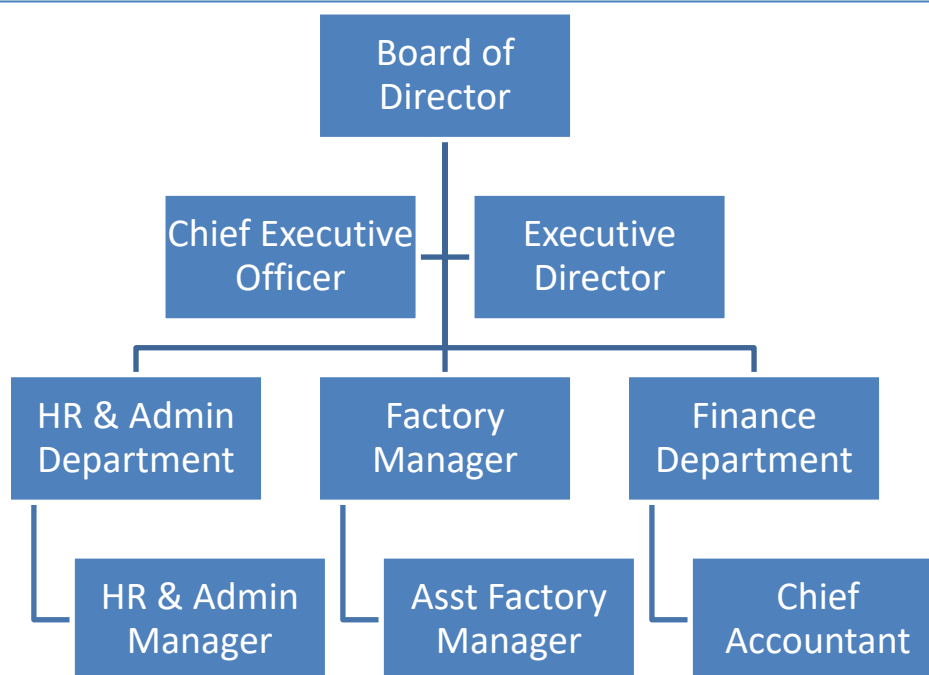 Board of
Director
Chief Executive
Officer
Executive
Director
HR & Admin
Department
Factory
Manager
Finance
Department
HR & Admin
Manager
Asst Factory
Manager
Chief
Accountant